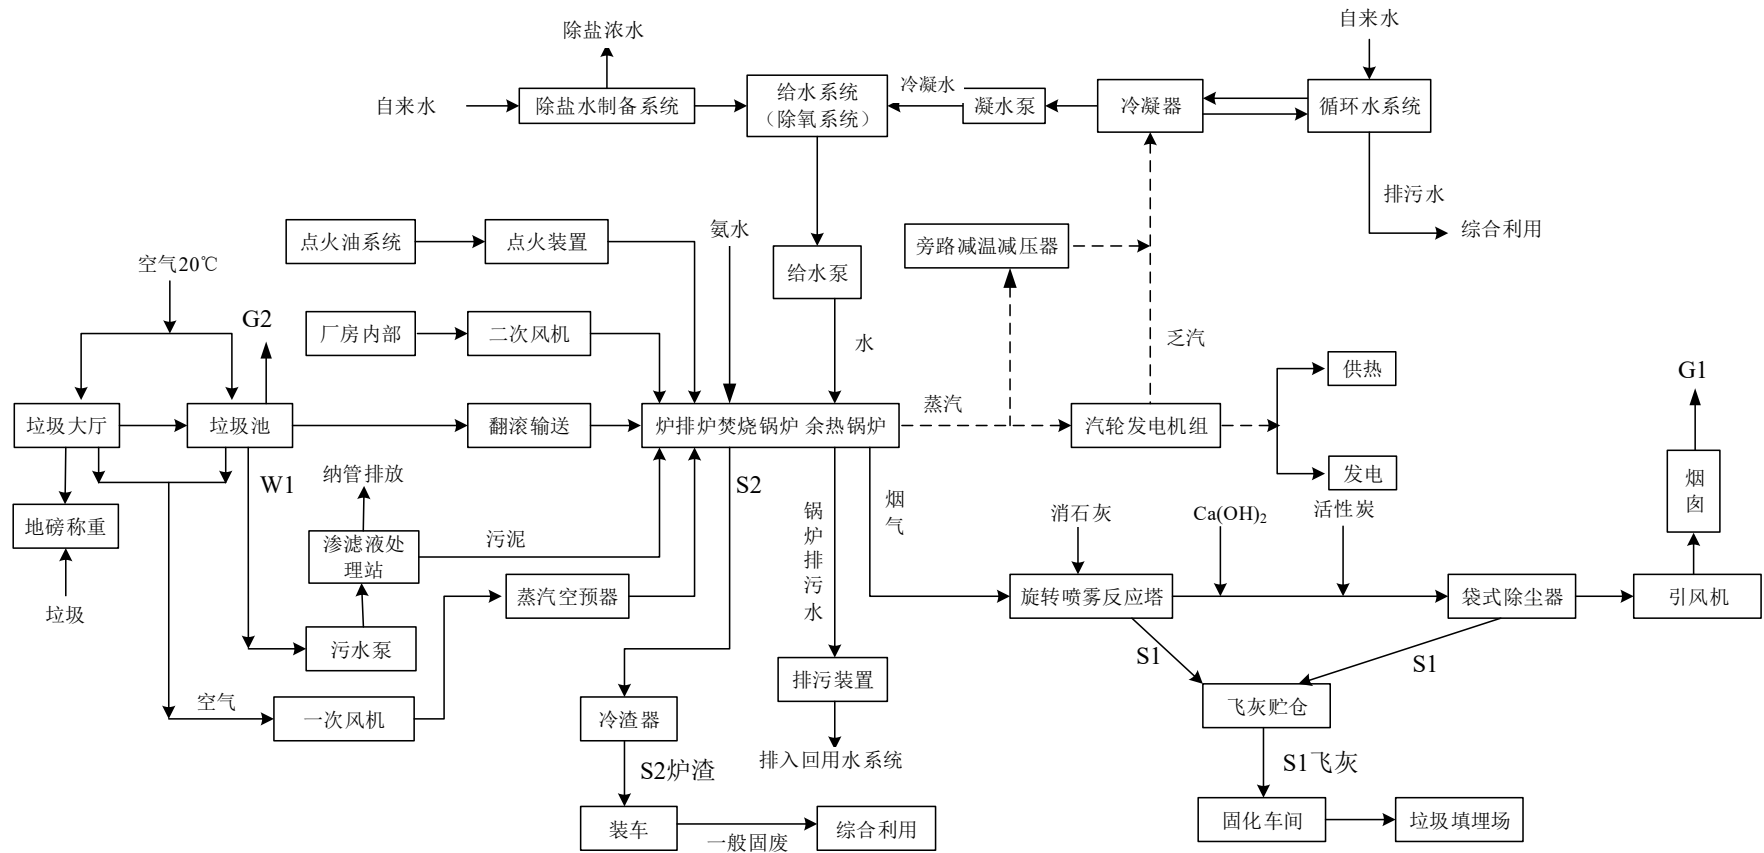 除盐浓水
自来水
自来水
除盐水制备系统
给水系统
（除氧系统）
冷凝水
凝水泵
冷凝器
循环水系统
排污水
综合利用
点火油系统
点火装置
氨水
给水泵
旁路减温减压器
空气20℃
G2
厂房内部
二次风机
水
乏汽
供热
G1
垃圾大厅
垃圾池
翻滚输送
炉排炉焚烧锅炉 余热锅炉
蒸汽
汽轮发电机组
发电
W1
纳管排放
S2
烟
气
锅
炉
排
污
水
消石灰
Ca(OH)₂
活性炭
烟
囱
地磅称重
渗滤液处
理站
污泥
垃圾
蒸汽空预器
旋转喷雾反应塔
袋式除尘器
引风机
污水泵
S1
S1
排污装置
空气
一次风机
冷渣器
飞灰贮仓
排入回用水系统
S2炉渣
S1飞灰
装车
一般固废
综合利用
固化车间
垃圾填埋场